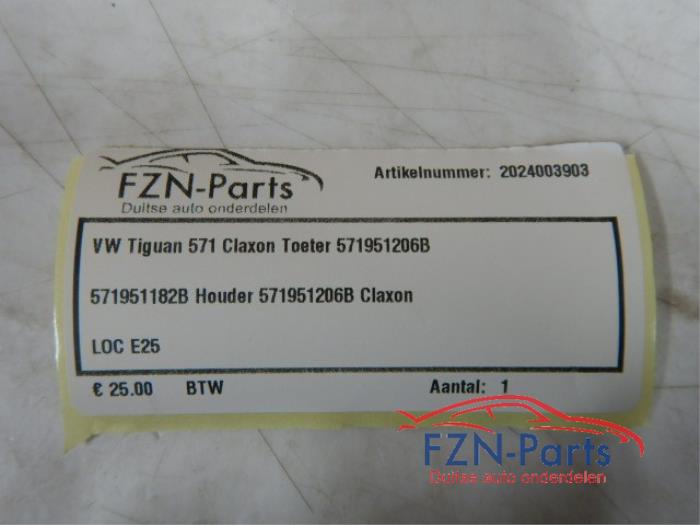 FZN-Parts
Duitse auto onderdelen
Artikelnummer: 2024003903
VW Tiguan 571 Claxon Toeter 571951206B
571951182B Houder 571951206B Claxon
LOC E25
€ 25.00 BTW Aantal: 1
FZN-Parts
Duitse auto onderdelen